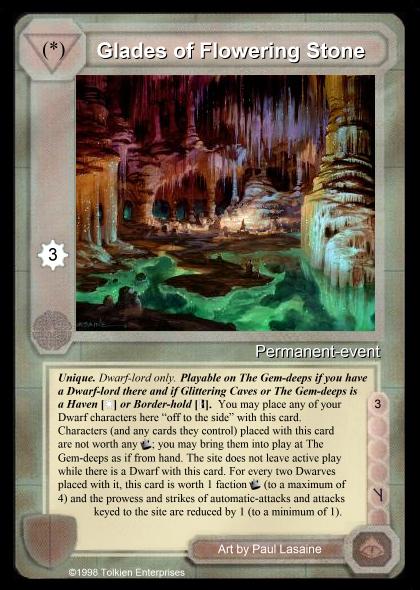 (*)
Glades of Flowering Stone
3
Permanent-event
Unique. Dwarf-lord only. Playable on The Gem-deeps if you have
a Dwarf-lord there and if Glittering Caves or The Gem-deeps is
a Haven [ ] or Border-hold [ ]. You may place any of your
Dwarf characters here “off to the side” with this card.
Characters (and any cards they control) placed with this card
are not worth any ; you may bring them into play at The
Gem-deeps as if from hand. The site does not leave active play
while there is a Dwarf with this card. For every two Dwarves
placed with it, this card is worth 1 faction (to a maximum of
4) and the prowess and strikes of automatic-attacks and attacks
keyed to the site are reduced by 1 (to a minimum of 1).
3
Art by Paul Lasaine
©1998 Tolkien Enterprises